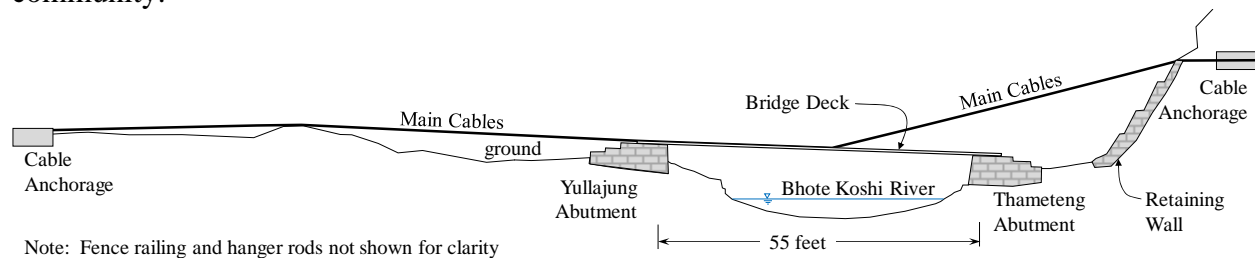 community.
Main Cables
Bridge Deck
Main Cables
Cable
Anchorage
Cable
Anchorage
ground
Yullajung
Abutment
Bhote Koshi River
Thameteng
Abutment
Retaining
Wall
55 feet
Note: Fence railing and hanger rods not shown for clarity